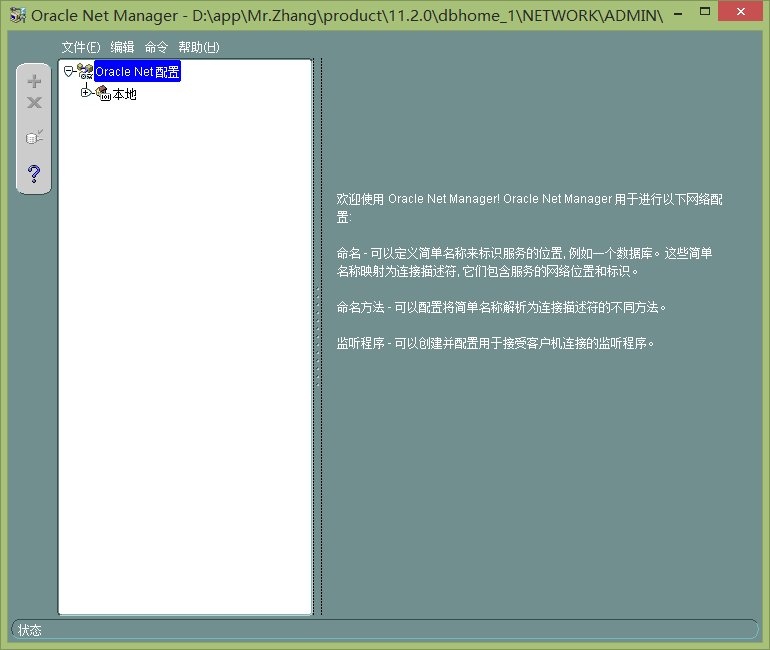 Oracle Net Manager - D:\app\Mr.Zhang\product\11.2.0\dbhome_1\NETWORK\ADMIN\
文件(F) 编辑 命令 帮助(H)
Oracle Net 配置
本地
欢迎使用 Oracle Net Manager! Oracle Net Manager 用于进行以下网络配
置:
命名 - 可以定义简单名称来标识服务的位置, 例如一个数据库。这些简单
名称映射为连接描述符, 它们包含服务的网络位置和标识。
命名方法 - 可以配置将简单名称解析为连接描述符的不同方法。
监听程序 - 可以创建并配置用于接受客户机连接的监听程序。
状态